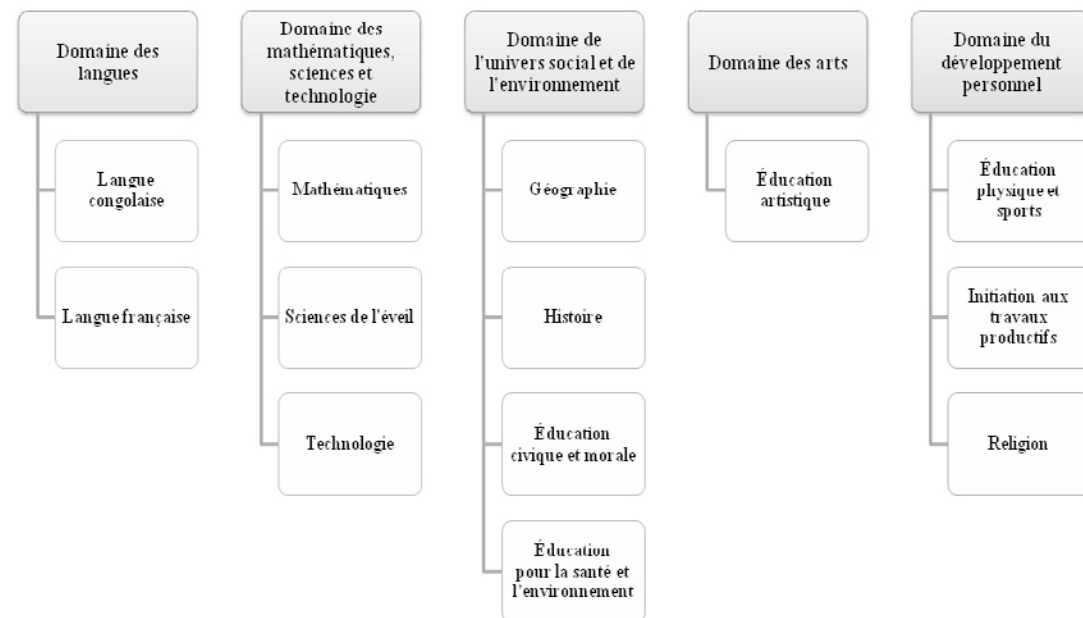 Domaine des
langues
Langue
congolaise
Langue française
Domaine des
mathématiques,
sciences et
technologie
Mathématiques
Sciences de l'éveil
Technologie
Domaine de
l'univers social et de
l'environnement
Géographie
Histoire
Éducation
civique et morale
Éducation
pour la santé et
l'environnement
Domaine des arts
Éducation
artistique
Domaine du
développement
personnel
Éducation
physique et
sports
Initiation aux
travaux
productifs
Religion